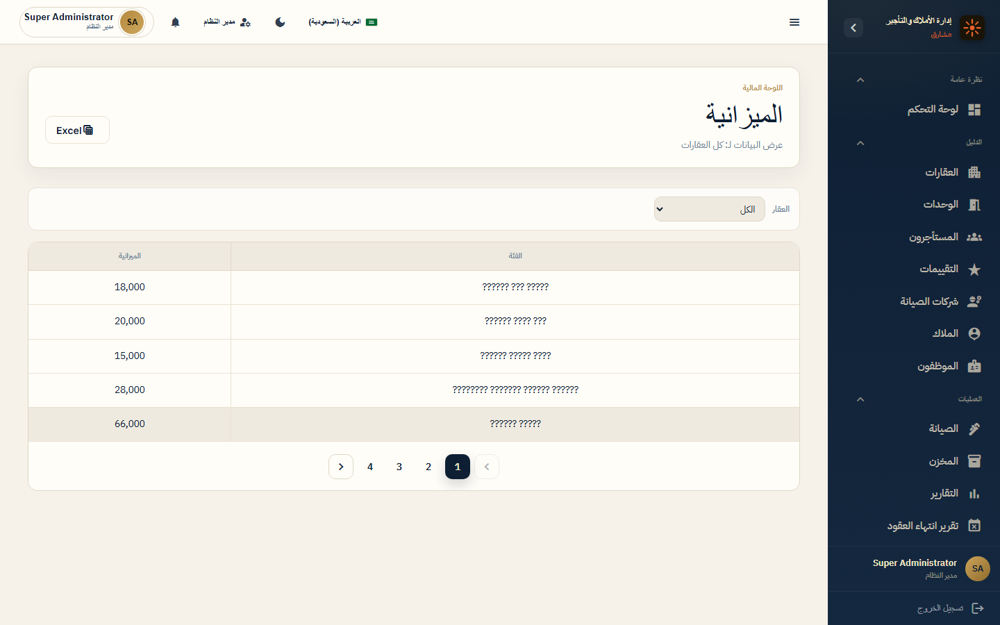 إدارة الأملاك والتأجير
مشارق
نظرة عامة
لوحة التحكم
الدليل
العقارات
الوحدات
المستأجرون
التقييمات
شركات الصيانة
الملاك
الموظفون
العمليات
الصيانة
المخزن
التقارير
تقرير انتهاء العقود
SA
Super Administrator
مدير النظام
تسجيل الخروج
العربية (السعودية)
مدير النظام
SA
Super Administrator
مدير النظام
اللوحة المالية
الميزانية
عرض البيانات لـ: كل العقارات
Excel
العقار الكل
الفئة الميزانية
????? ??? ?????? 18,000
??? ???? ?????? 20,000
???? ????? ?????? 15,000
?????? ?????? ??????? ???????? 28,000
????? ?????? 66,000
1 2 3 4